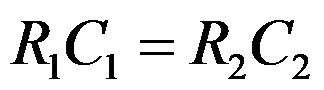 R₁C₁ = R₂C₂